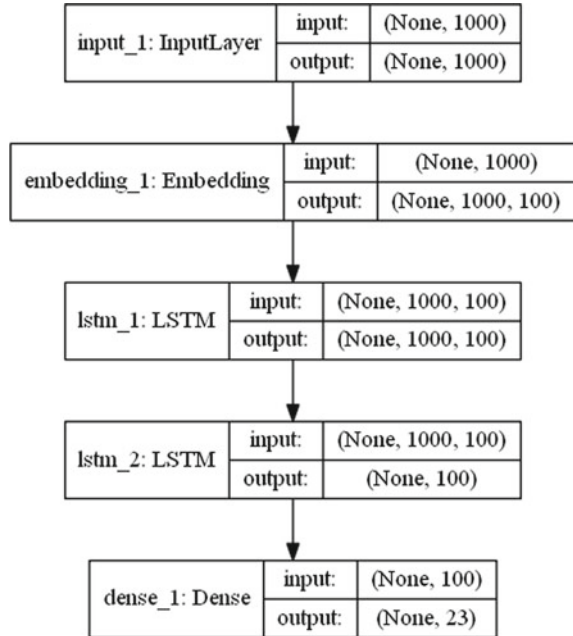 input_1: InputLayer
input: (None, 1000)
output: (None, 1000)
embedding_1: Embedding
input: (None, 1000)
output: (None, 1000, 100)
lstm_1: LSTM
input: (None, 1000, 100)
output: (None, 1000, 100)
lstm_2: LSTM
input: (None, 1000, 100)
output: (None, 100)
dense_1: Dense
input: (None, 100)
output: (None, 23)